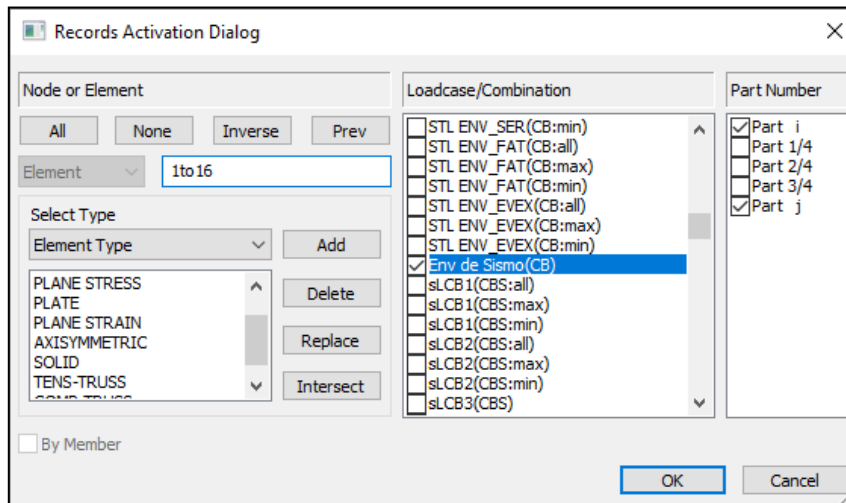 Records Activation Dialog
Node or Element
All None Inverse Prev
Element 1to16
Select Type
Element Type
Add
PLANE STRESS
PLATE
PLANE STRAIN
AXISYMMETRIC
SOLID
TENS-TRUSS
COMP-TRUSS
Delete
Replace
Intersect
By Member
Loadcase/Combination
STL ENV_SER(CB:min)
STL ENV_FAT(CB:all)
STL ENV_FAT(CB:max)
STL ENV_FAT(CB:min)
STL ENV_EVEX(CB:all)
STL ENV_EVEX(CB:max)
STL ENV_EVEX(CB:min)
Env de Sismo(CB)
sLCB1(CBS:all)
sLCB1(CBS:max)
sLCB1(CBS:min)
sLCB2(CBS:all)
sLCB2(CBS:max)
sLCB2(CBS:min)
sLCB3(CBS)
Part Number
Part i
Part 1/4
Part 2/4
Part 3/4
Part j
OK Cancel